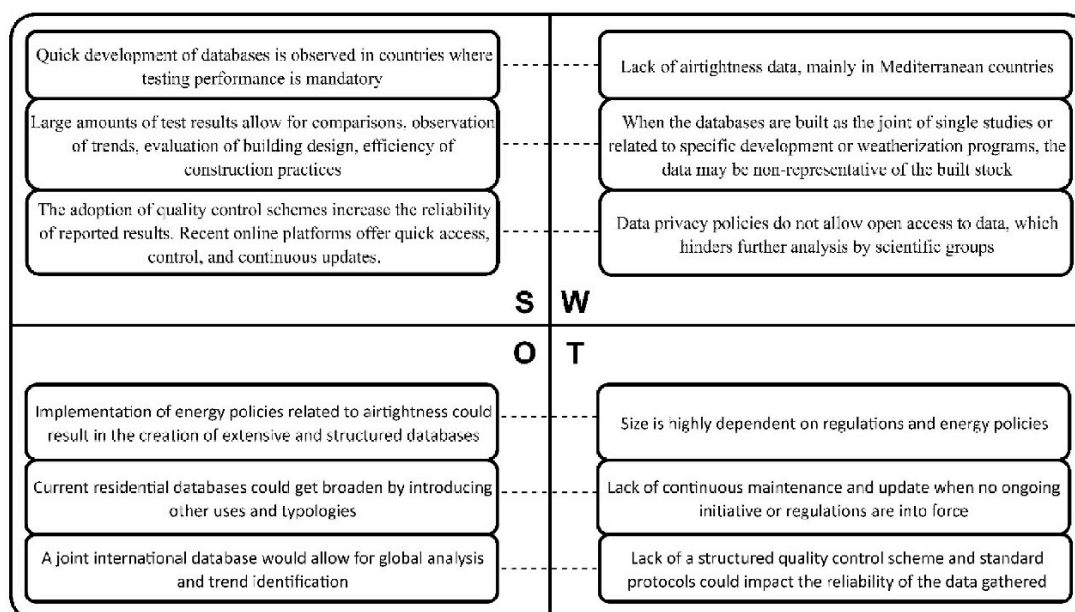 Quick development of databases is observed in countries where
testing performance is mandatory
Lack of airtightness data, mainly in Mediterranean countries
Large amounts of test results allow for comparisons. observation
of trends, evaluation of building design, efficiency of
construction practices
When the databases are built as the joint of single studies or
related to specific development or weatherization programs, the
data may be non-representative of the built stock
The adoption of quality control schemes increase the reliability
of reported results. Recent online platforms offer quick access,
control, and continuous updates.
Data privacy policies do not allow open access to data, which
hinders further analysis by scientific groups
S W
O T
Implementation of energy policies related to airtightness could
result in the creation of extensive and structured databases
Size is highly dependent on regulations and energy policies
Current residential databases could get broaden by introducing
other uses and typologies
Lack of continuous maintenance and update when no ongoing
initiative or regulations are into force
A joint international database would allow for global analysis
and trend identification
Lack of a structured quality control scheme and standard
protocols could impact the reliability of the data gathered